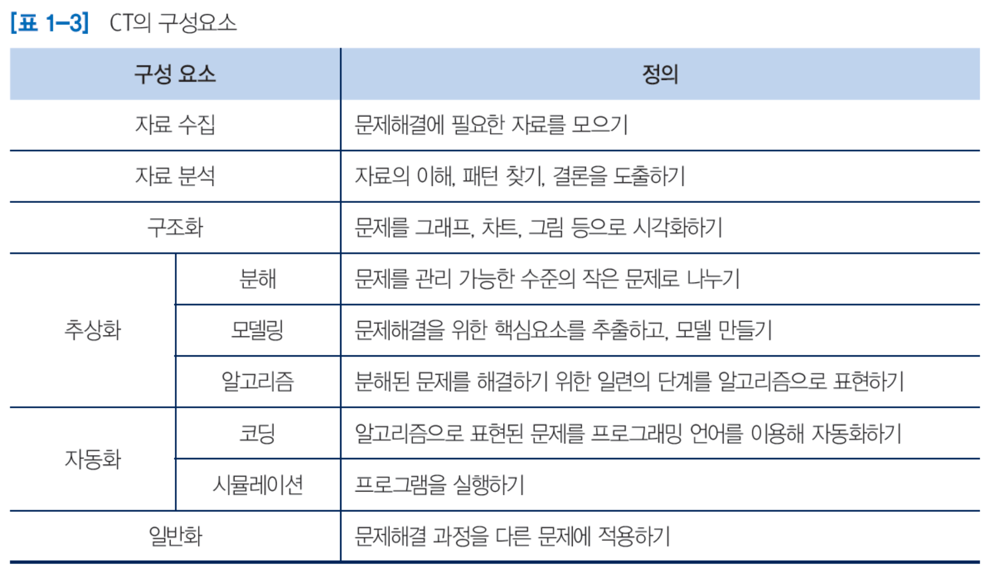 [표 1-3] CT의 구성요소
구성 요소 정의
자료 수집 문제해결에 필요한 자료를 모으기
자료 분석 자료의 이해, 패턴 찾기, 결론을 도출하기
구조화 문제를 그래프, 차트, 그림 등으로 시각화하기
추상화
분해 문제를 관리 가능한 수준의 작은 문제로 나누기
모델링 문제해결을 위한 핵심요소를 추출하고, 모델 만들기
알고리즘 분해된 문제를 해결하기 위한 일련의 단계를 알고리즘으로 표현하기
자동화
코딩 알고리즘으로 표현된 문제를 프로그래밍 언어를 이용해 자동화하기
시뮬레이션 프로그램을 실행하기
일반화 문제해결 과정을 다른 문제에 적용하기